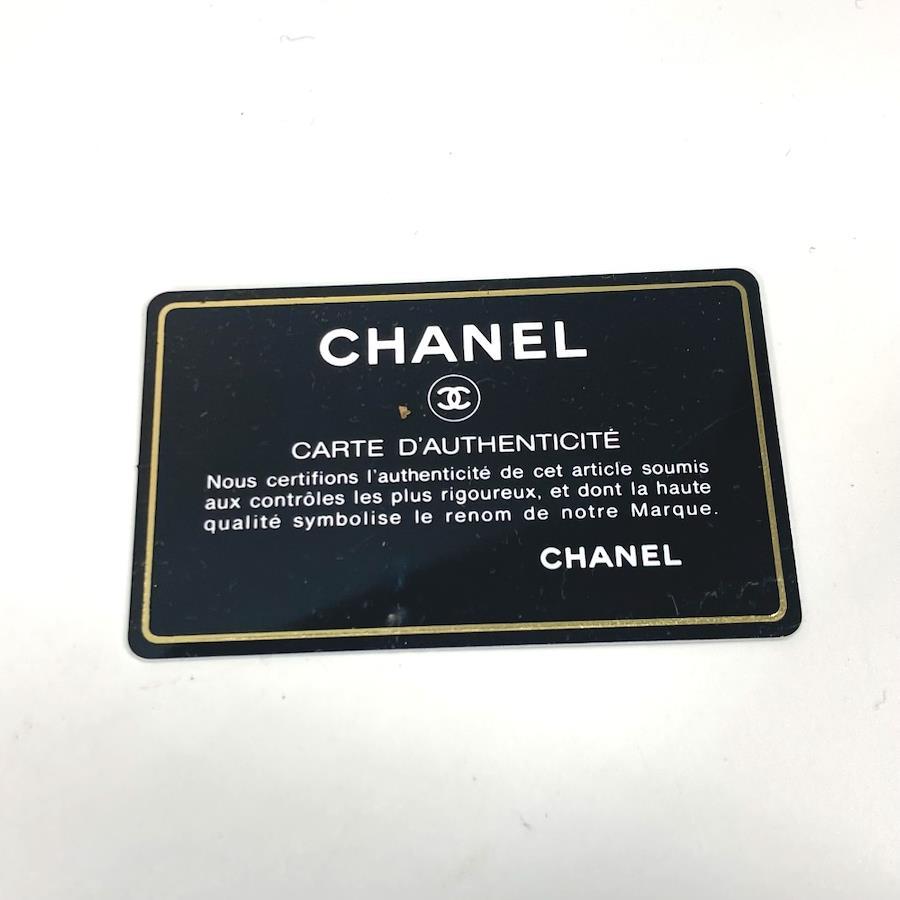 CHANEL
CARTE D'AUTHENTICITÉ
Nous certifions l'authenticité de cet article soumis
aux contrôles les plus rigoureux, et dont la haute
qualité symbolise le renom de notre Marque.
CHANEL